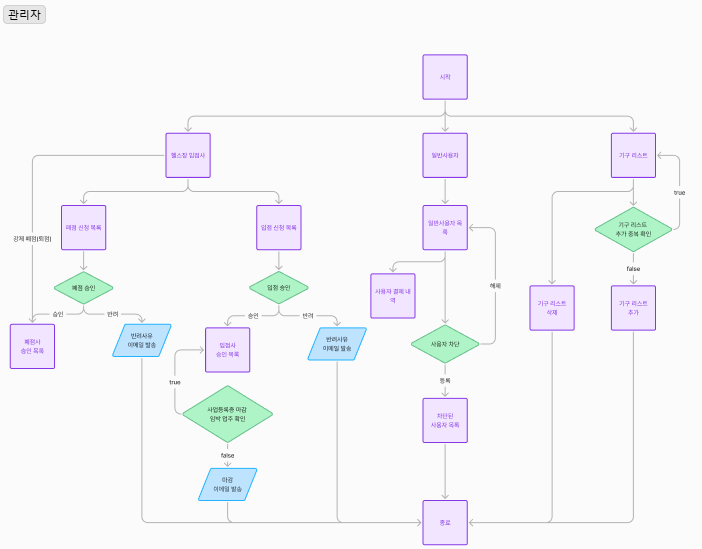 관리자
시작
헬스장 입점사
일반사용자
기구 리스트
true
폐점 신청 목록
입점 신청 목록
일반사용자 목
록
기구 리스트
추가 중복 확인
강제 폐점(퇴점)
false
해제
폐점 승인
입점 승인
사용자 결제 내
역
기구 리스트
삭제
기구 리스트
추가
승인
반려
승연
반려
폐점사
승인 목록
반려사유
이메일 발송
입점사
승인 목록
반려사유
이메일 발송
사용자 차단
true
등록
사업등록증 마감
임박 업주 확인
차단된
사용자 목록
false
마감
이메일 발송
종료